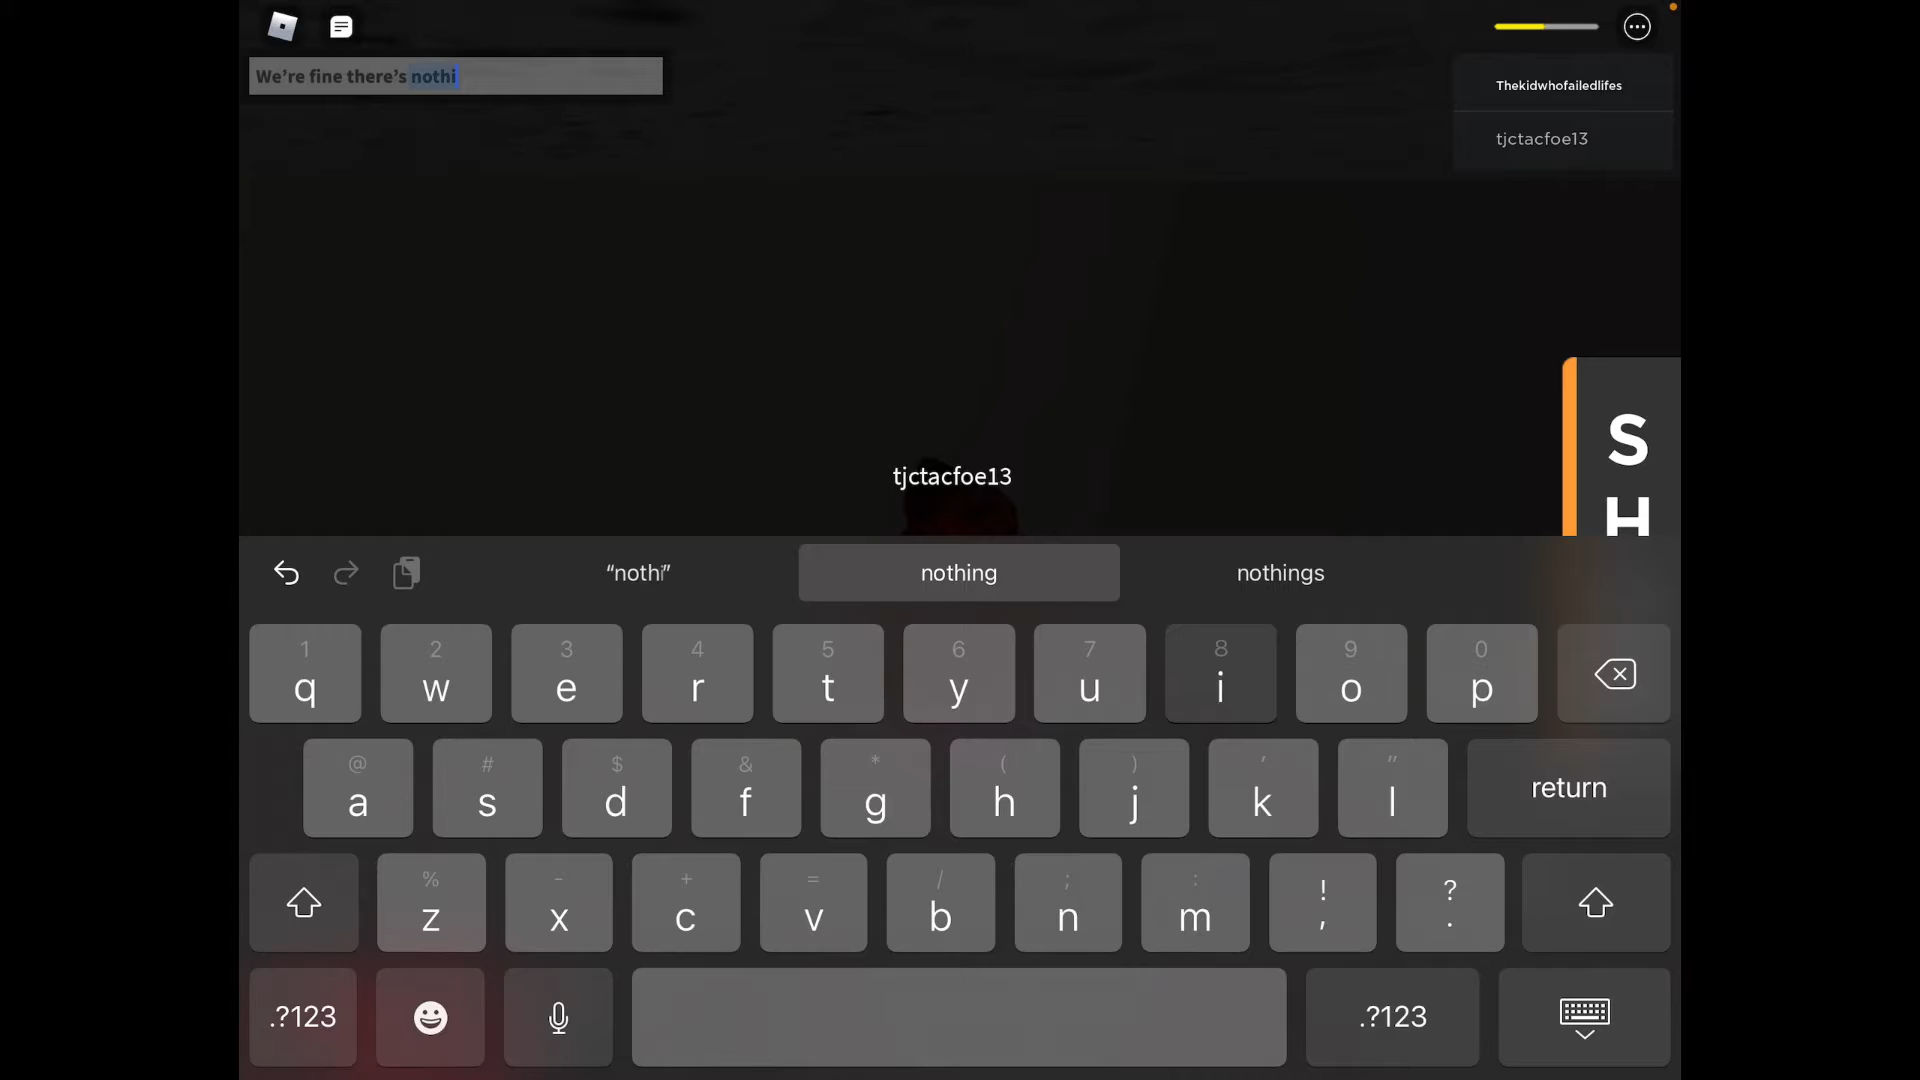 We’re fine there’s nothi
Thekidwhofailedlifes
tjctacfoe13
S
H
tjctacfoe13
“nothi” nothing nothings
1 2 3 4 5 6 7 8 9 0
q w e r t y u i o p
@ # $ & * ( ) ' "
a s d f g h j k l return
% - + = / ; : ! ?
z x c v b n m , .
.?123 .?123